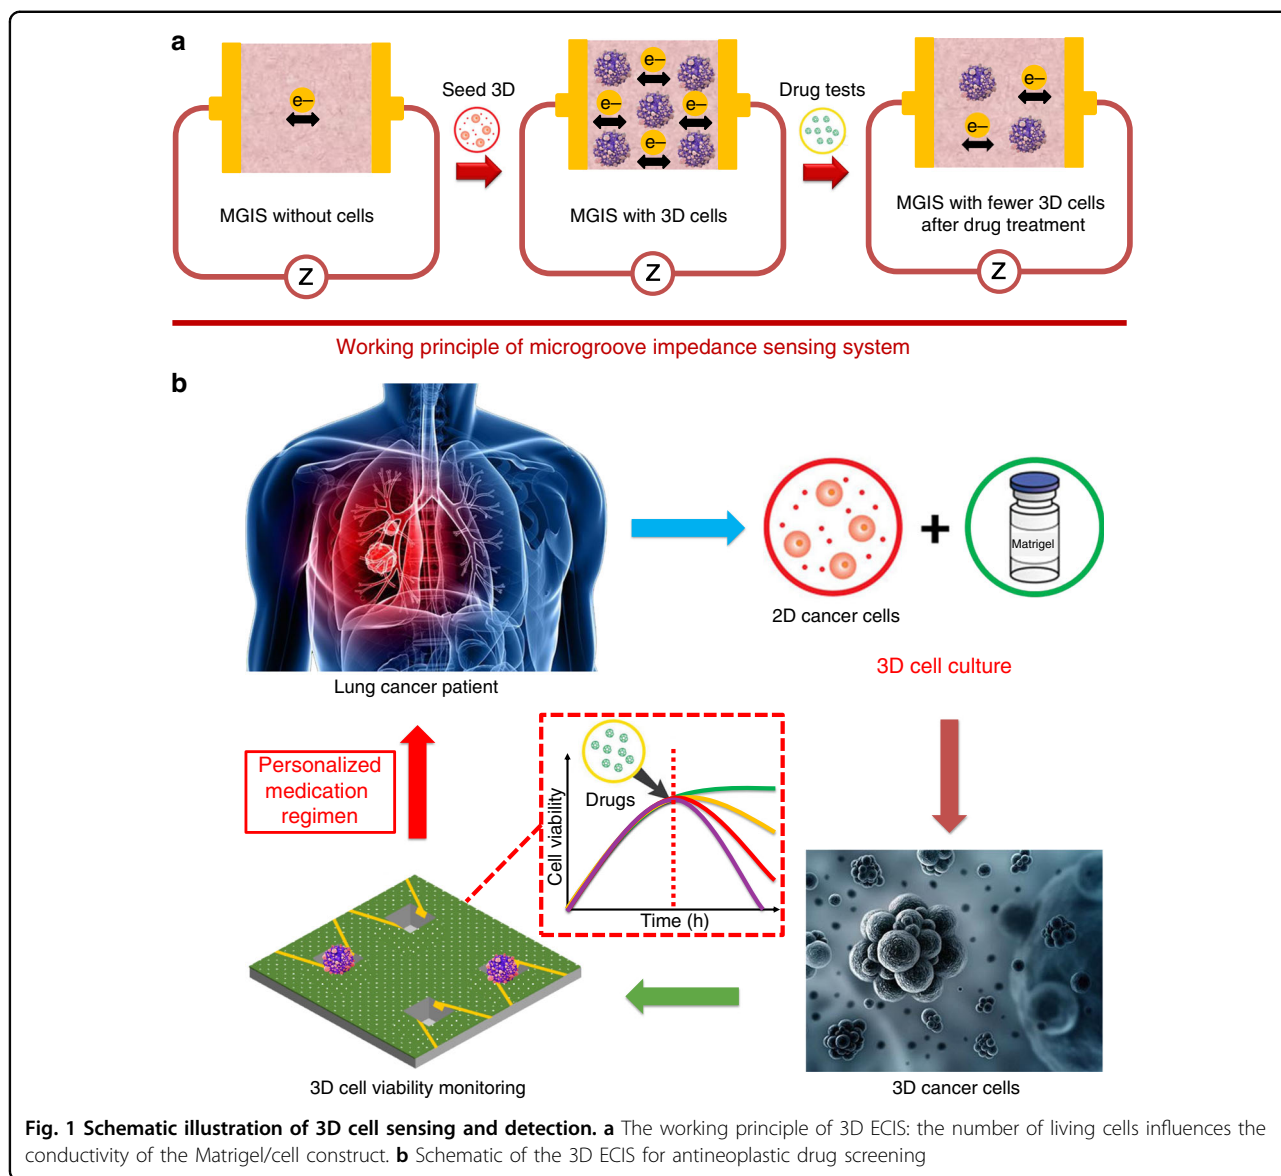 a
e–
Seed 3D
e–
e–
e–
e–
Drug tests
e–
e–
MGIS without cells
MGIS with 3D cells
MGIS with fewer 3D cells
after drug treatment
Z
Z
Z
Working principle of microgroove impedance sensing system
b
Matrigel
+
2D cancer cells
3D cell culture
Lung cancer patient
Personalized
medication
regimen
Drugs
Cell viability
Time (h)
3D cell viability monitoring
3D cancer cells
Fig. 1 Schematic illustration of 3D cell sensing and detection. a The working principle of 3D ECIS: the number of living cells influences the
conductivity of the Matrigel/cell construct. b Schematic of the 3D ECIS for antineoplastic drug screening